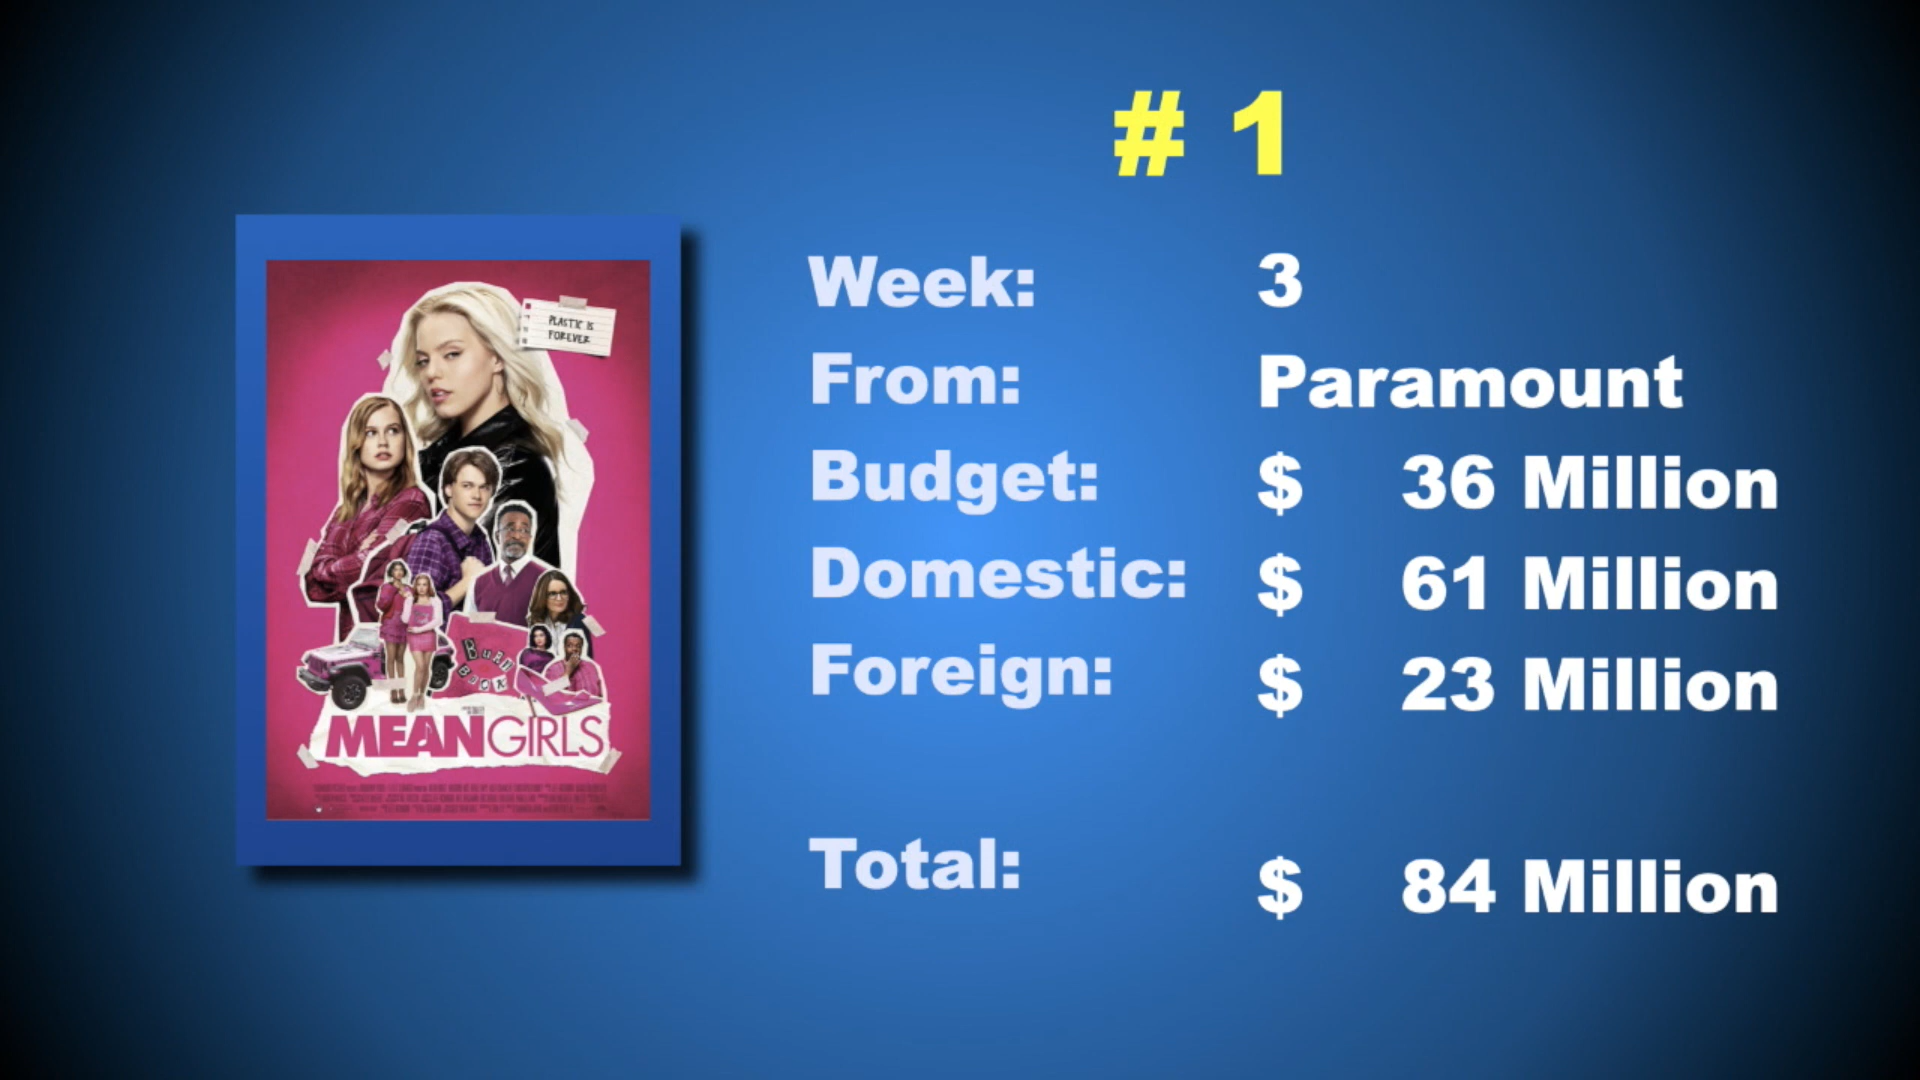 # 1
PLASTIC IS
FOREVER
BURN
BOOK
MEAN GIRLS
Week: 3
From: Paramount
Budget: $ 36 Million
Domestic: $ 61 Million
Foreign: $ 23 Million
Total: $ 84 Million